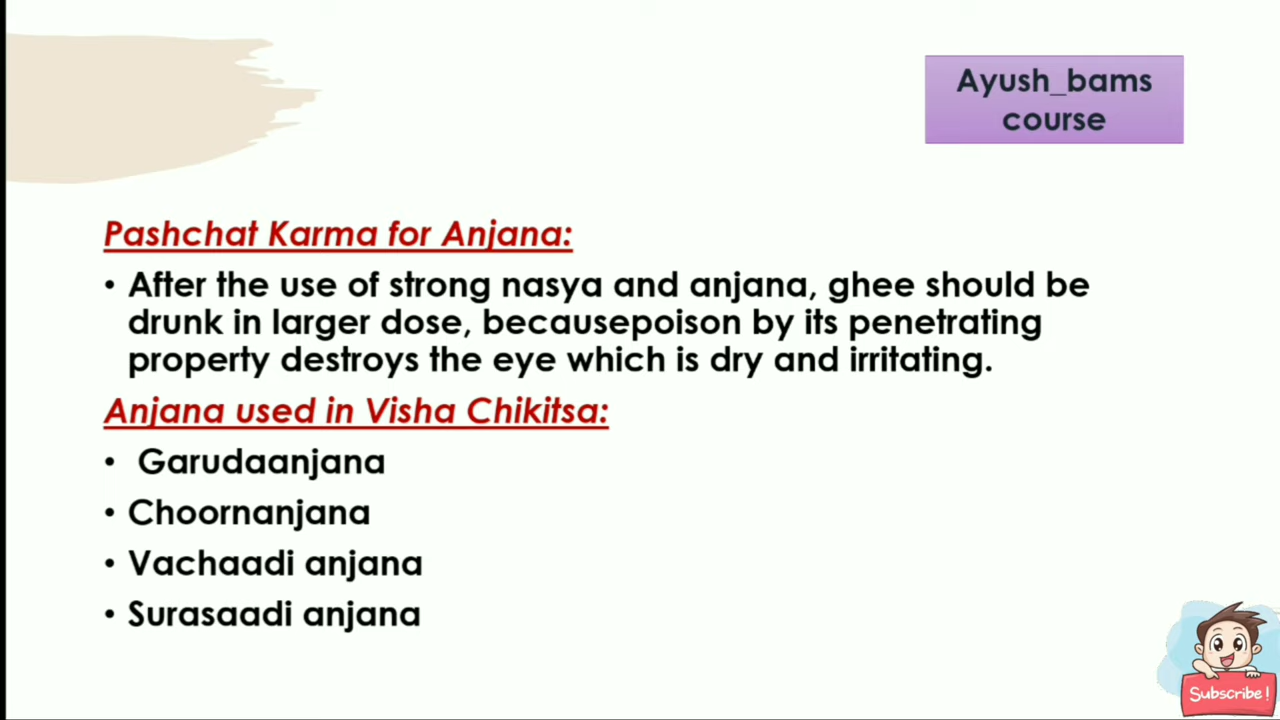 Ayush_bams
course
Pashchat Karma for Anjana:
• After the use of strong nasya and anjana, ghee should be
drunk in larger dose, becausepoison by its penetrating
property destroys the eye which is dry and irritating.
Anjana used in Visha Chikitsa:
• Garudaanjana
• Choornanjana
• Vachaadi anjana
• Surasaadi anjana
Subscribe!